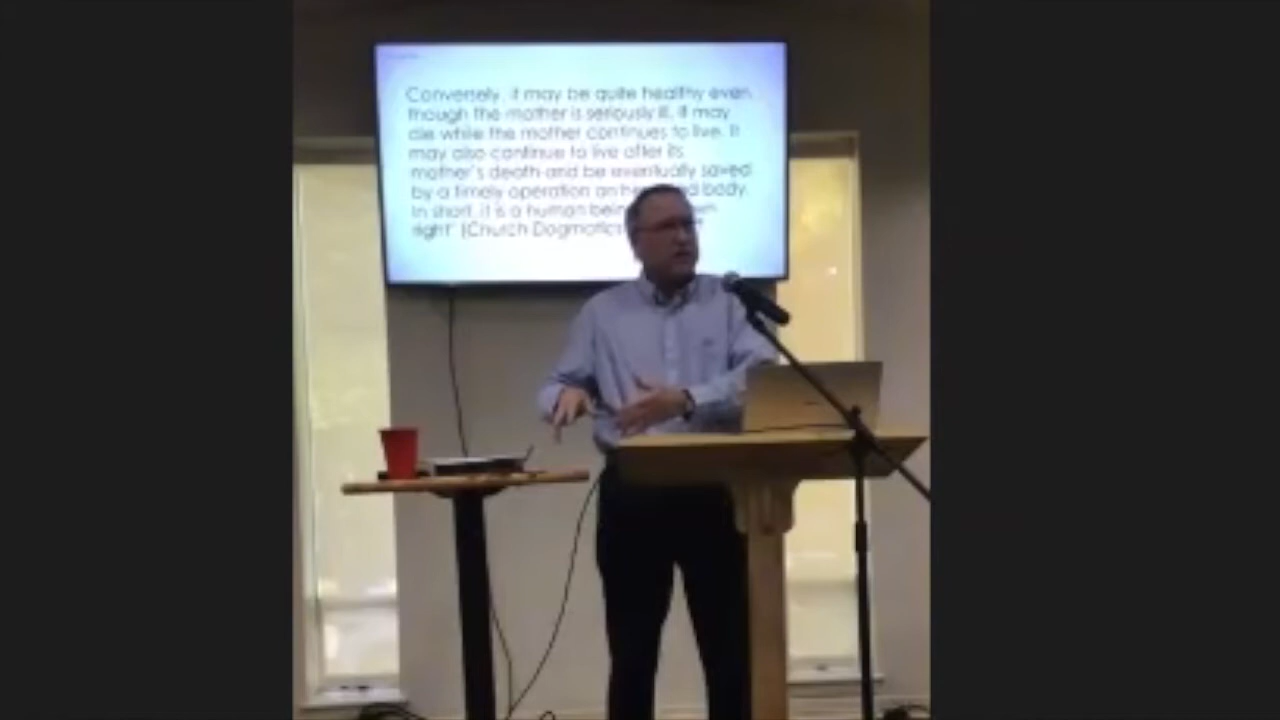 Conversely, it may be quite healthy even
though the mother is seriously ill. It may
die while the mother continues to live. It
may also continue to live after its
mother's death and be eventually saved
by a timely operation on body.
In short, it is a human being
right" (Church Dogmatics